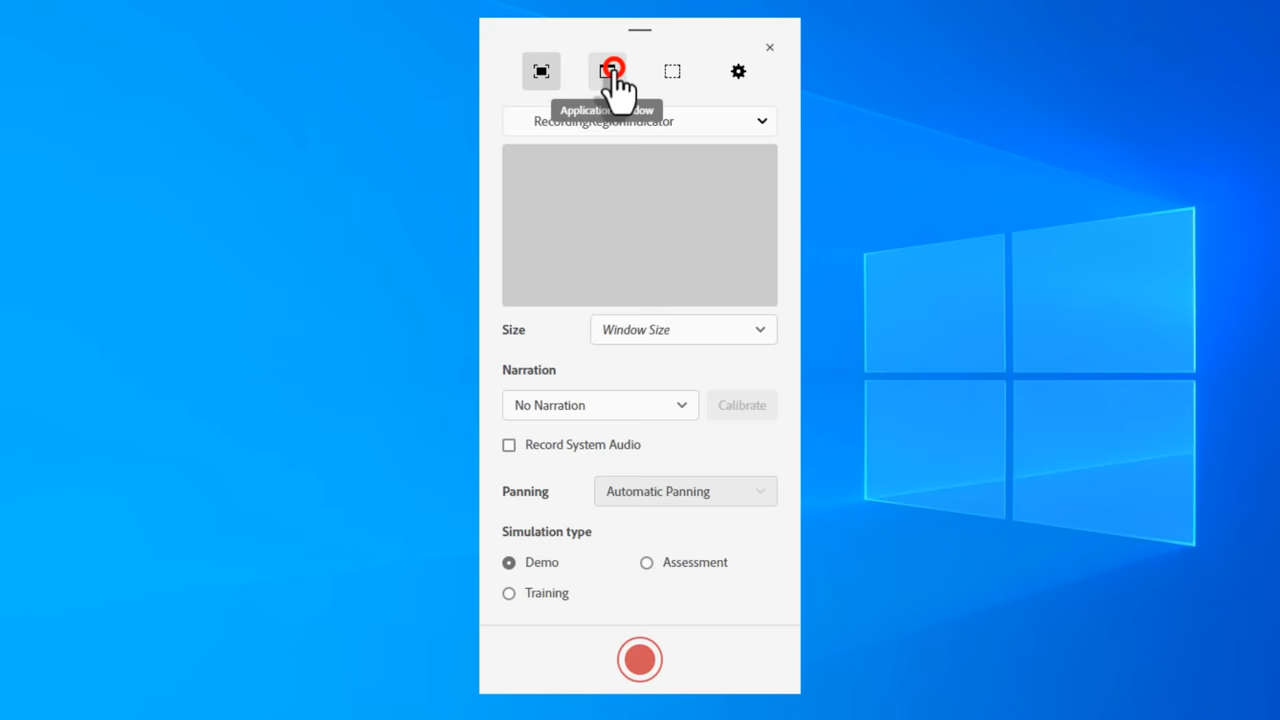 RecordingRegionIndicator
Size
Window Size
Narration
No Narration
Calibrate
Record System Audio
Panning
Automatic Panning
Simulation type
Demo
Assessment
Training